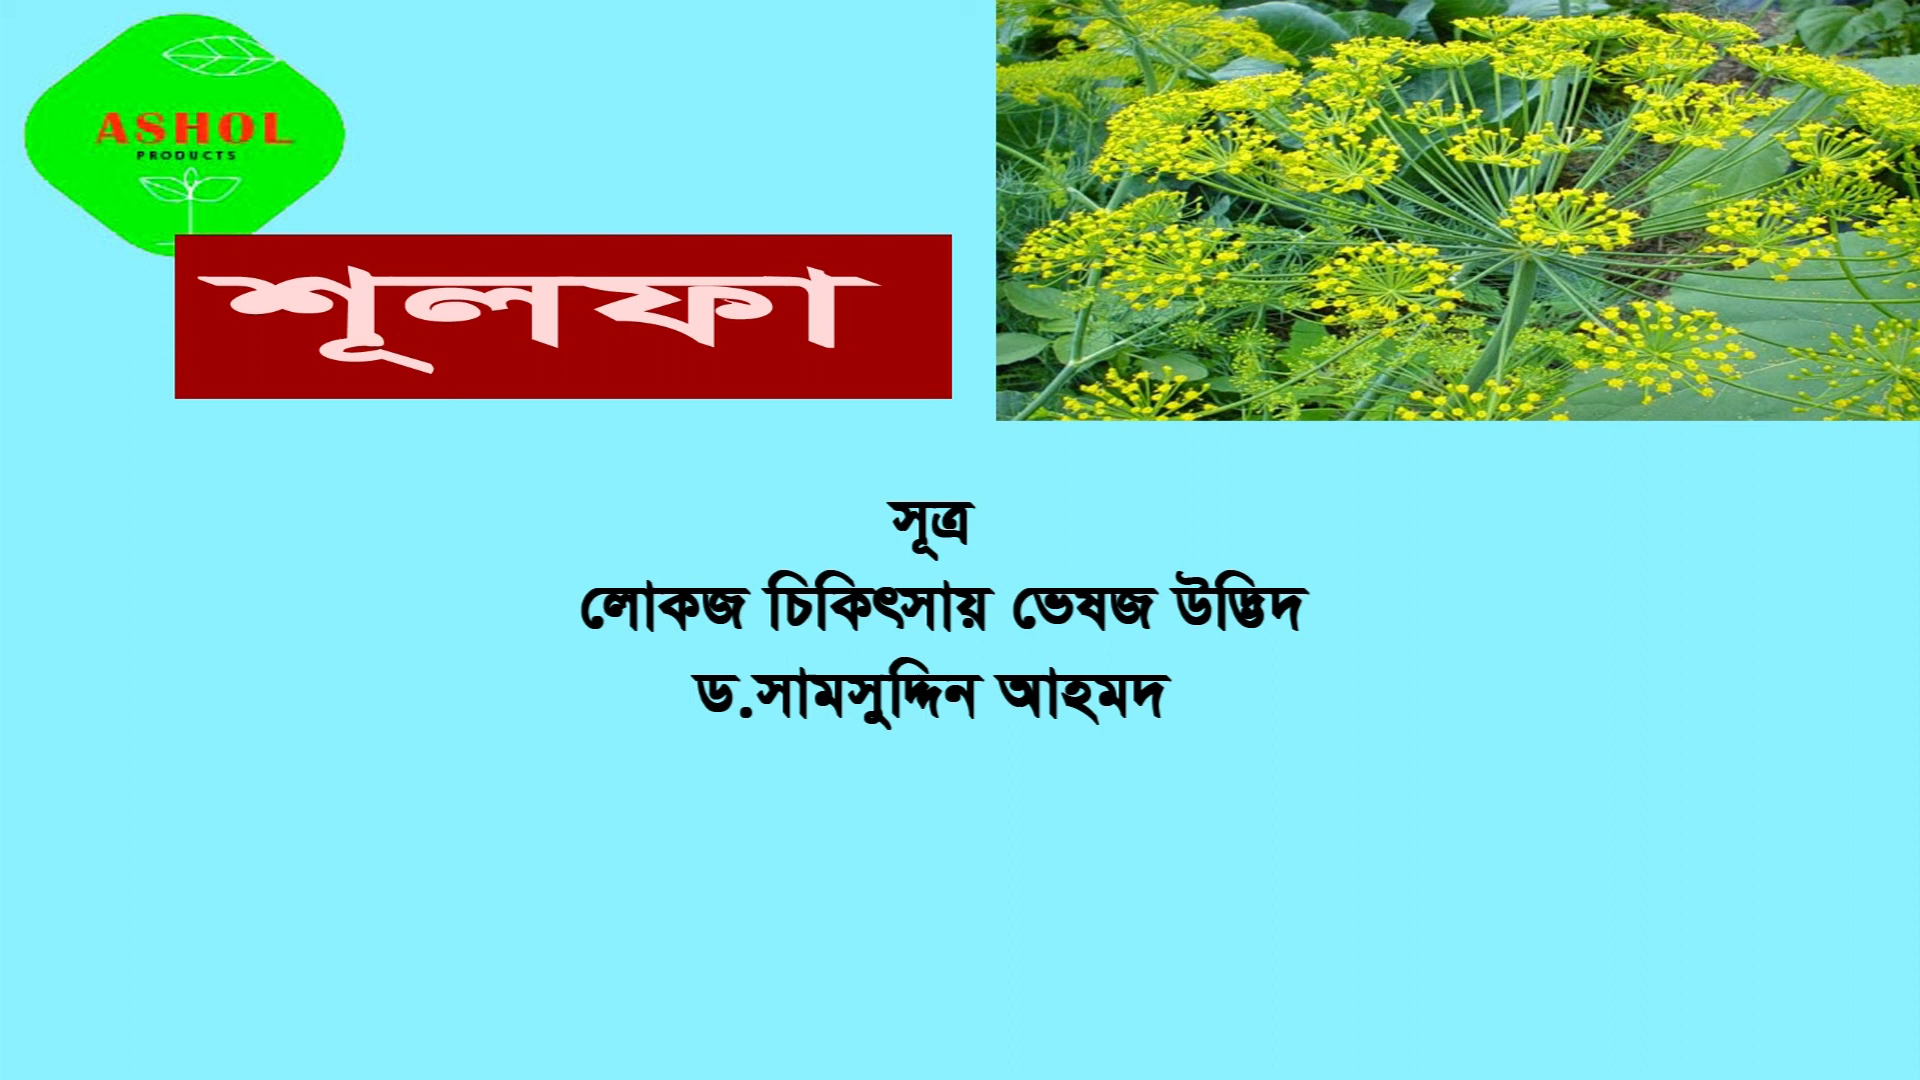 ASHOL
PRODUCTS
শূলফা
সূত্র
লোকজ চিকিৎসায় ভেষজ উদ্ভিদ
ড.সামসুদ্দিন আহমদ